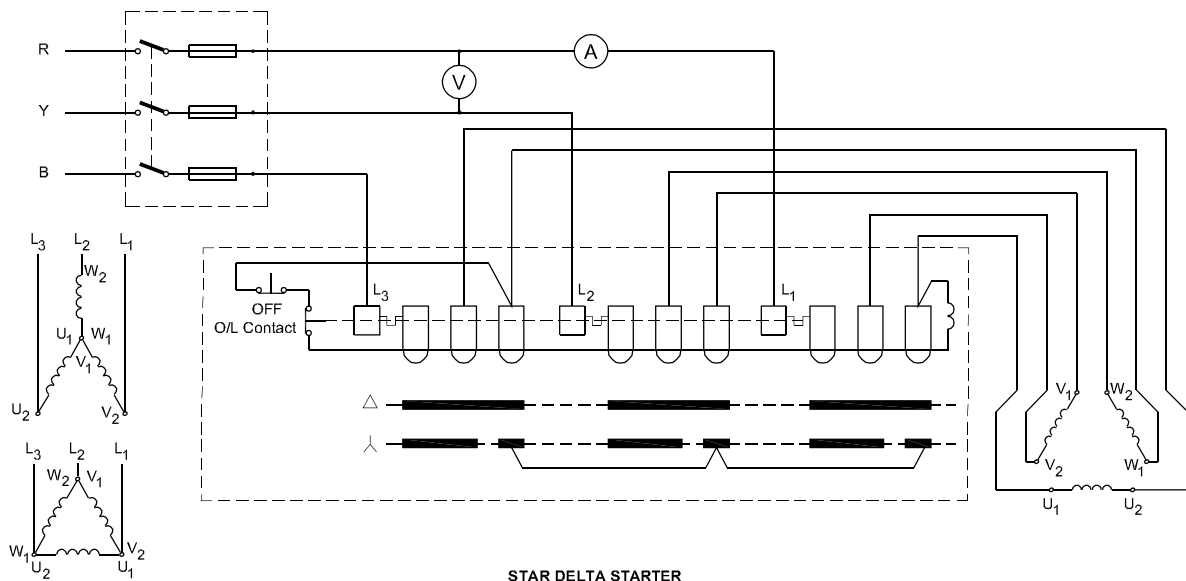 R
A
V
Y
B
L3 L2 L1
W2
U1 W1
V1
U2 V2
L3 L2 L1
W2 V1
W1 V2
U2 U1
OFF
O/L Contact
L3
L2
L1
V1 W2
V2 W1
U1 U2
STAR DELTA STARTER